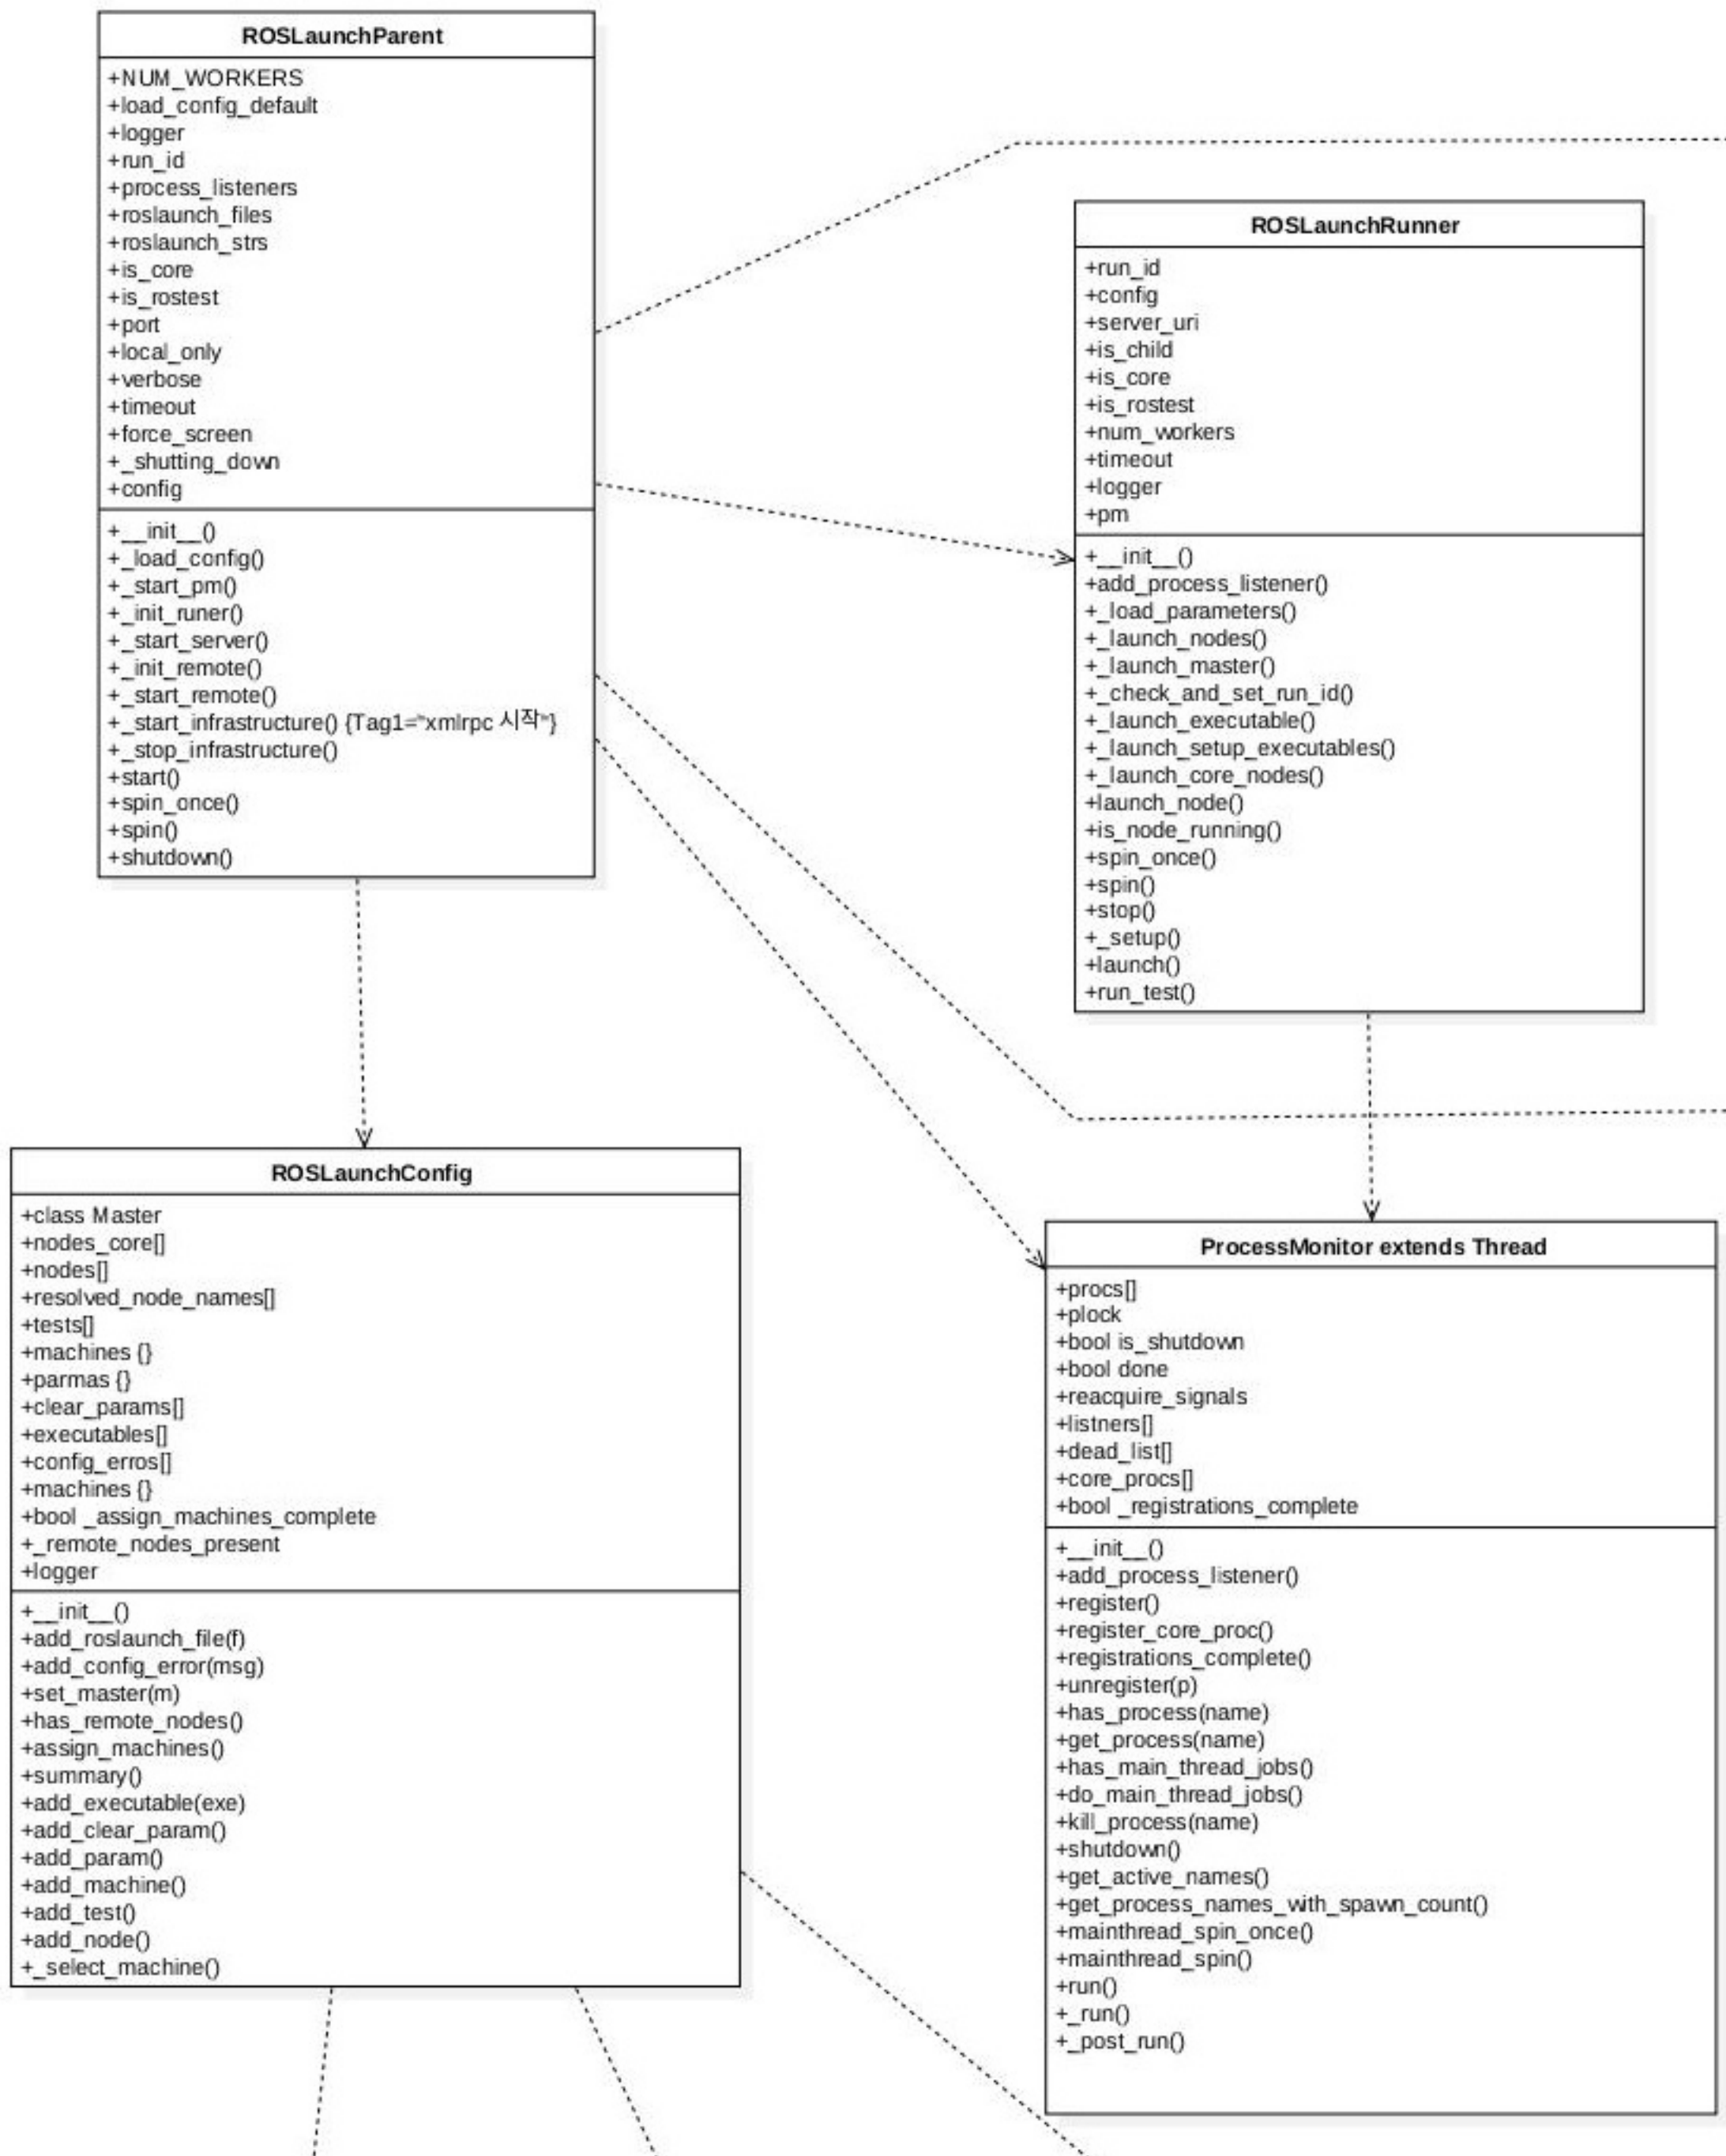 ROSLaunchParent
+NUM_WORKERS
+load_config_default
+logger
+run_id
+process_listeners
+roslaunch_files
+roslaunch_strs
+is_core
+is_rostest
+port
+local_only
+verbose
+timeout
+force_screen
+_shutting_down
+config
+__init__()
+_load_config()
+_start_pm()
+_init_runer()
+_start_server()
+_init_remote()
+_start_remote()
+_start_infrastructure() {Tag1="xmlrpc 시작"}
+_stop_infrastructure()
+start()
+spin_once()
+spin()
+shutdown()
ROSLaunchRunner
+run_id
+config
+server_uri
+is_child
+is_core
+is_rostest
+num_workers
+timeout
+logger
+pm
+__init__()
+add_process_listener()
+_load_parameters()
+_launch_nodes()
+_launch_master()
+_check_and_set_run_id()
+_launch_executable()
+_launch_setup_executables()
+_launch_core_nodes()
+launch_node()
+is_node_running()
+spin_once()
+spin()
+stop()
+_setup()
+launch()
+run_test()
ROSLaunchConfig
+class Master
+nodes_core[]
+nodes[]
+resolved_node_names[]
+tests[]
+machines {}
+parmas {}
+clear_params[]
+executables[]
+config_erros[]
+machines {}
+bool _assign_machines_complete
+_remote_nodes_present
+logger
+__init__()
+add_roslaunch_file(f)
+add_config_error(msg)
+set_master(m)
+has_remote_nodes()
+assign_machines()
+summary()
+add_executable(exe)
+add_clear_param()
+add_param()
+add_machine()
+add_test()
+add_node()
+_select_machine()
ProcessMonitor extends Thread
+procs[]
+plock
+bool is_shutdown
+bool done
+reacquire_signals
+listners[]
+dead_list[]
+core_procs[]
+bool _registrations_complete
+__init__()
+add_process_listener()
+register()
+register_core_proc()
+registrations_complete()
+unregister(p)
+has_process(name)
+get_process(name)
+has_main_thread_jobs()
+do_main_thread_jobs()
+kill_process(name)
+shutdown()
+get_active_names()
+get_process_names_with_spawn_count()
+mainthread_spin_once()
+mainthread_spin()
+run()
+_run()
+_post_run()